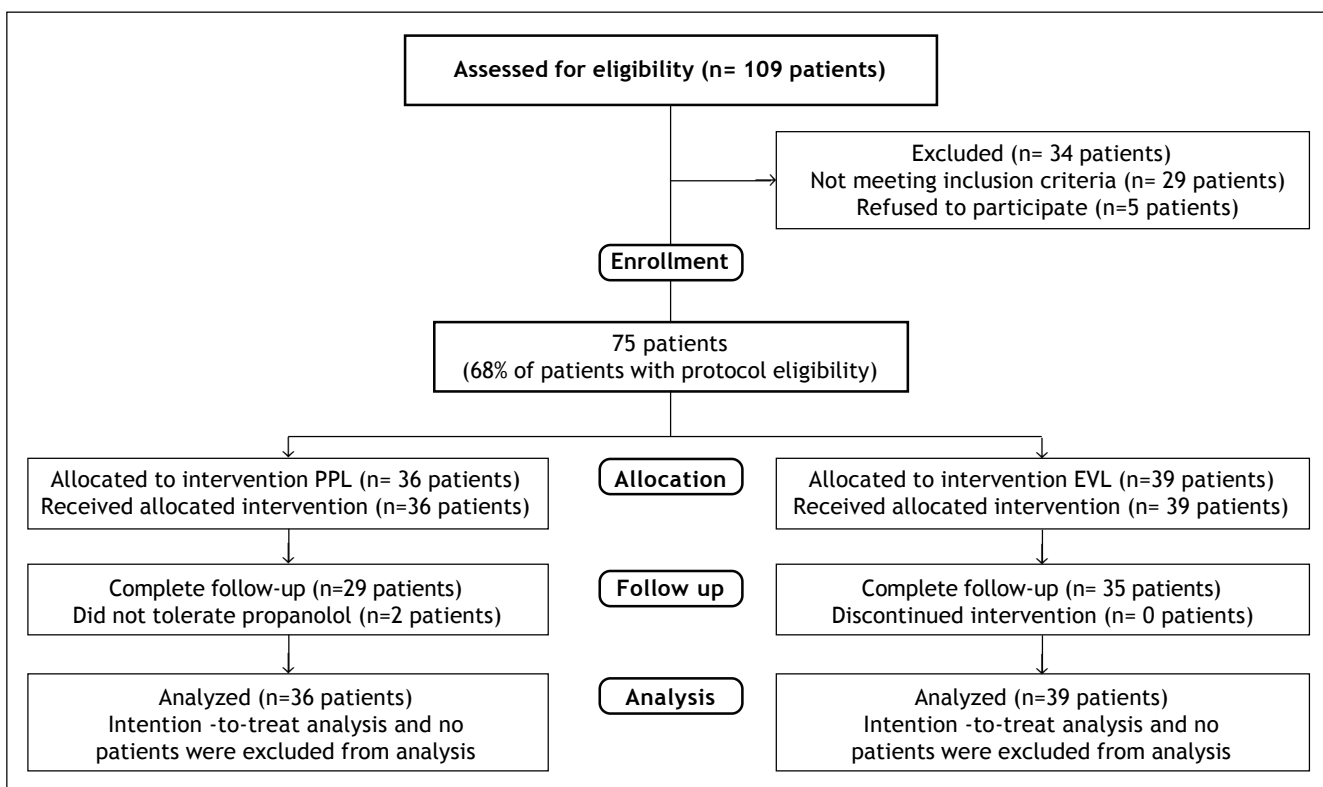 Assessed for eligibility (n= 109 patients)
Excluded (n= 34 patients)
Not meeting inclusion criteria (n= 29 patients)
Refused to participate (n=5 patients)
Enrollment
75 patients
(68% of patients with protocol eligibility)
Allocated to intervention PPL (n= 36 patients)
Received allocated intervention (n=36 patients)
Allocation
Allocated to intervention EVL (n=39 patients)
Received allocated intervention (n= 39 patients)
Complete follow-up (n=29 patients)
Did not tolerate propanolol (n=2 patients)
Follow up
Complete follow-up (n= 35 patients)
Discontinued intervention (n= 0 patients)
Analyzed (n=36 patients)
Intention -to-treat analysis and no
patients were excluded from analysis
Analysis
Analyzed (n=39 patients)
Intention -to-treat analysis and no
patients were excluded from analysis